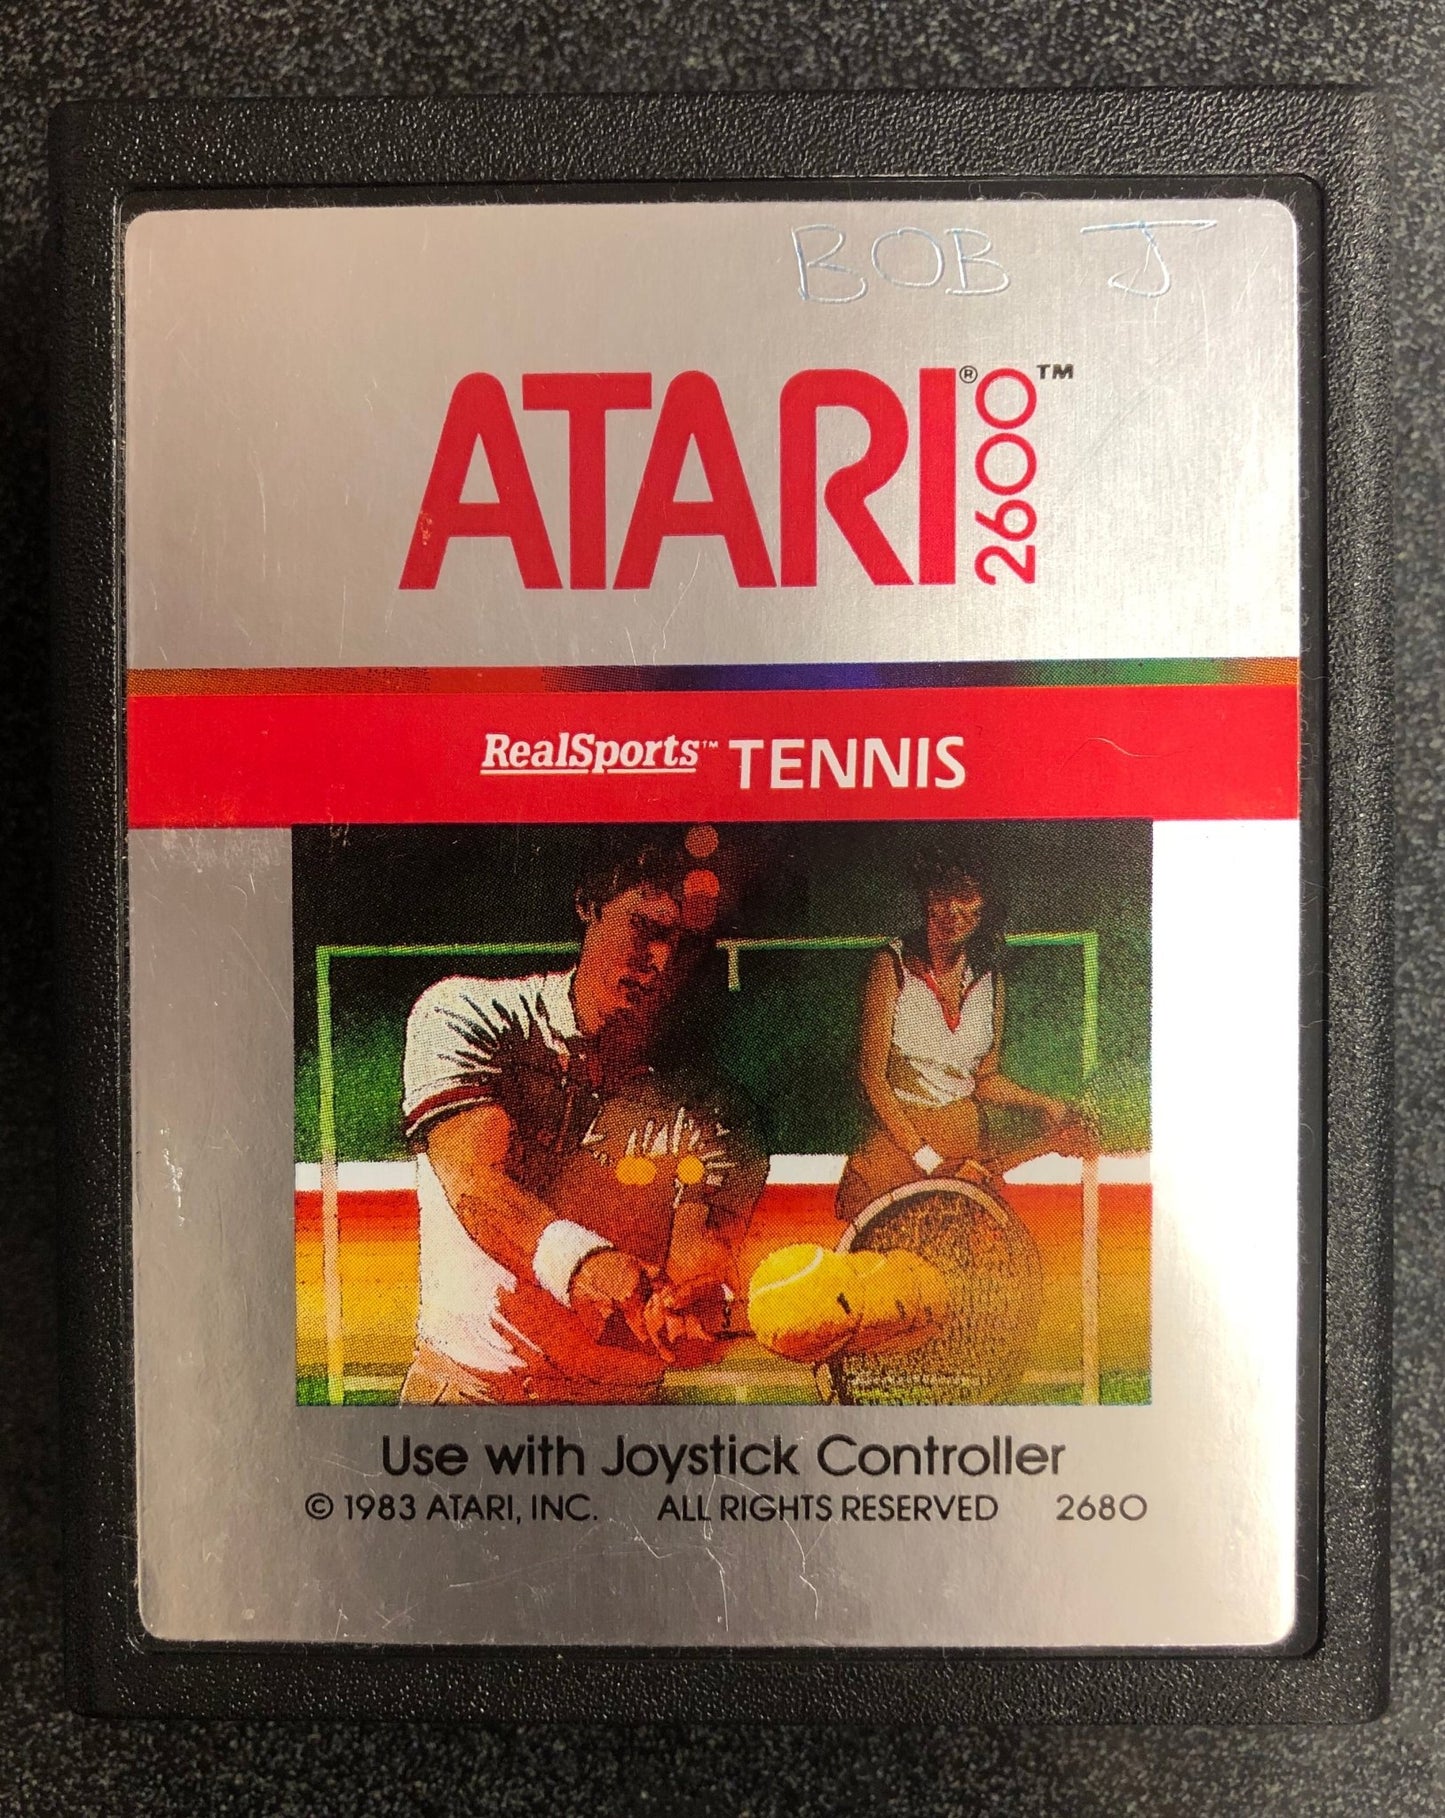 BOB J
ATARI® 2600™
RealSports™ TENNIS
Use with Joystick Controller
© 1983 ATARI, INC. ALL RIGHTS RESERVED 2680